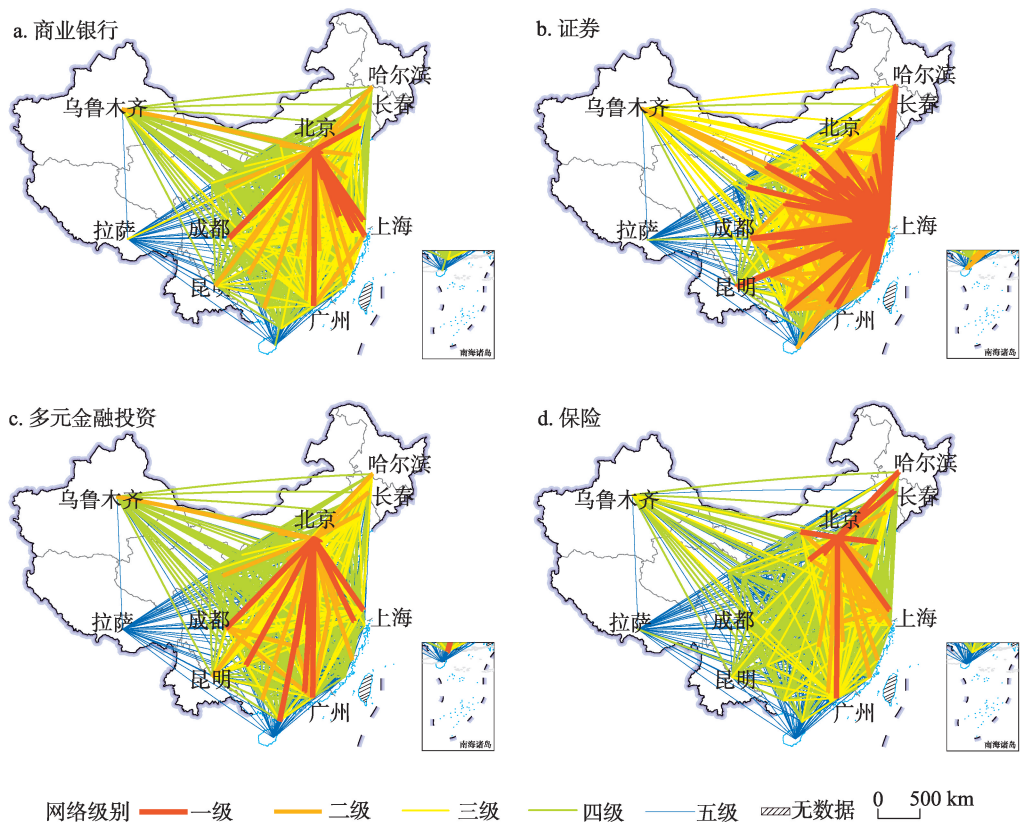 a. 商业银行
哈尔滨
长春
乌鲁木齐
北京
拉萨
成都
上海
昆明
广州
南海诸岛
b. 证券
哈尔滨
长春
乌鲁木齐
北京
拉萨
成都
上海
昆明
广州
南海诸岛
c. 多元金融投资
哈尔滨
长春
乌鲁木齐
北京
拉萨
成都
上海
昆明
广州
南海诸岛
d. 保险
哈尔滨
长春
乌鲁木齐
北京
拉萨
成都
上海
昆明
广州
南海诸岛
网络级别 一级 二级 三级 四级 五级 无数据 0 500 km